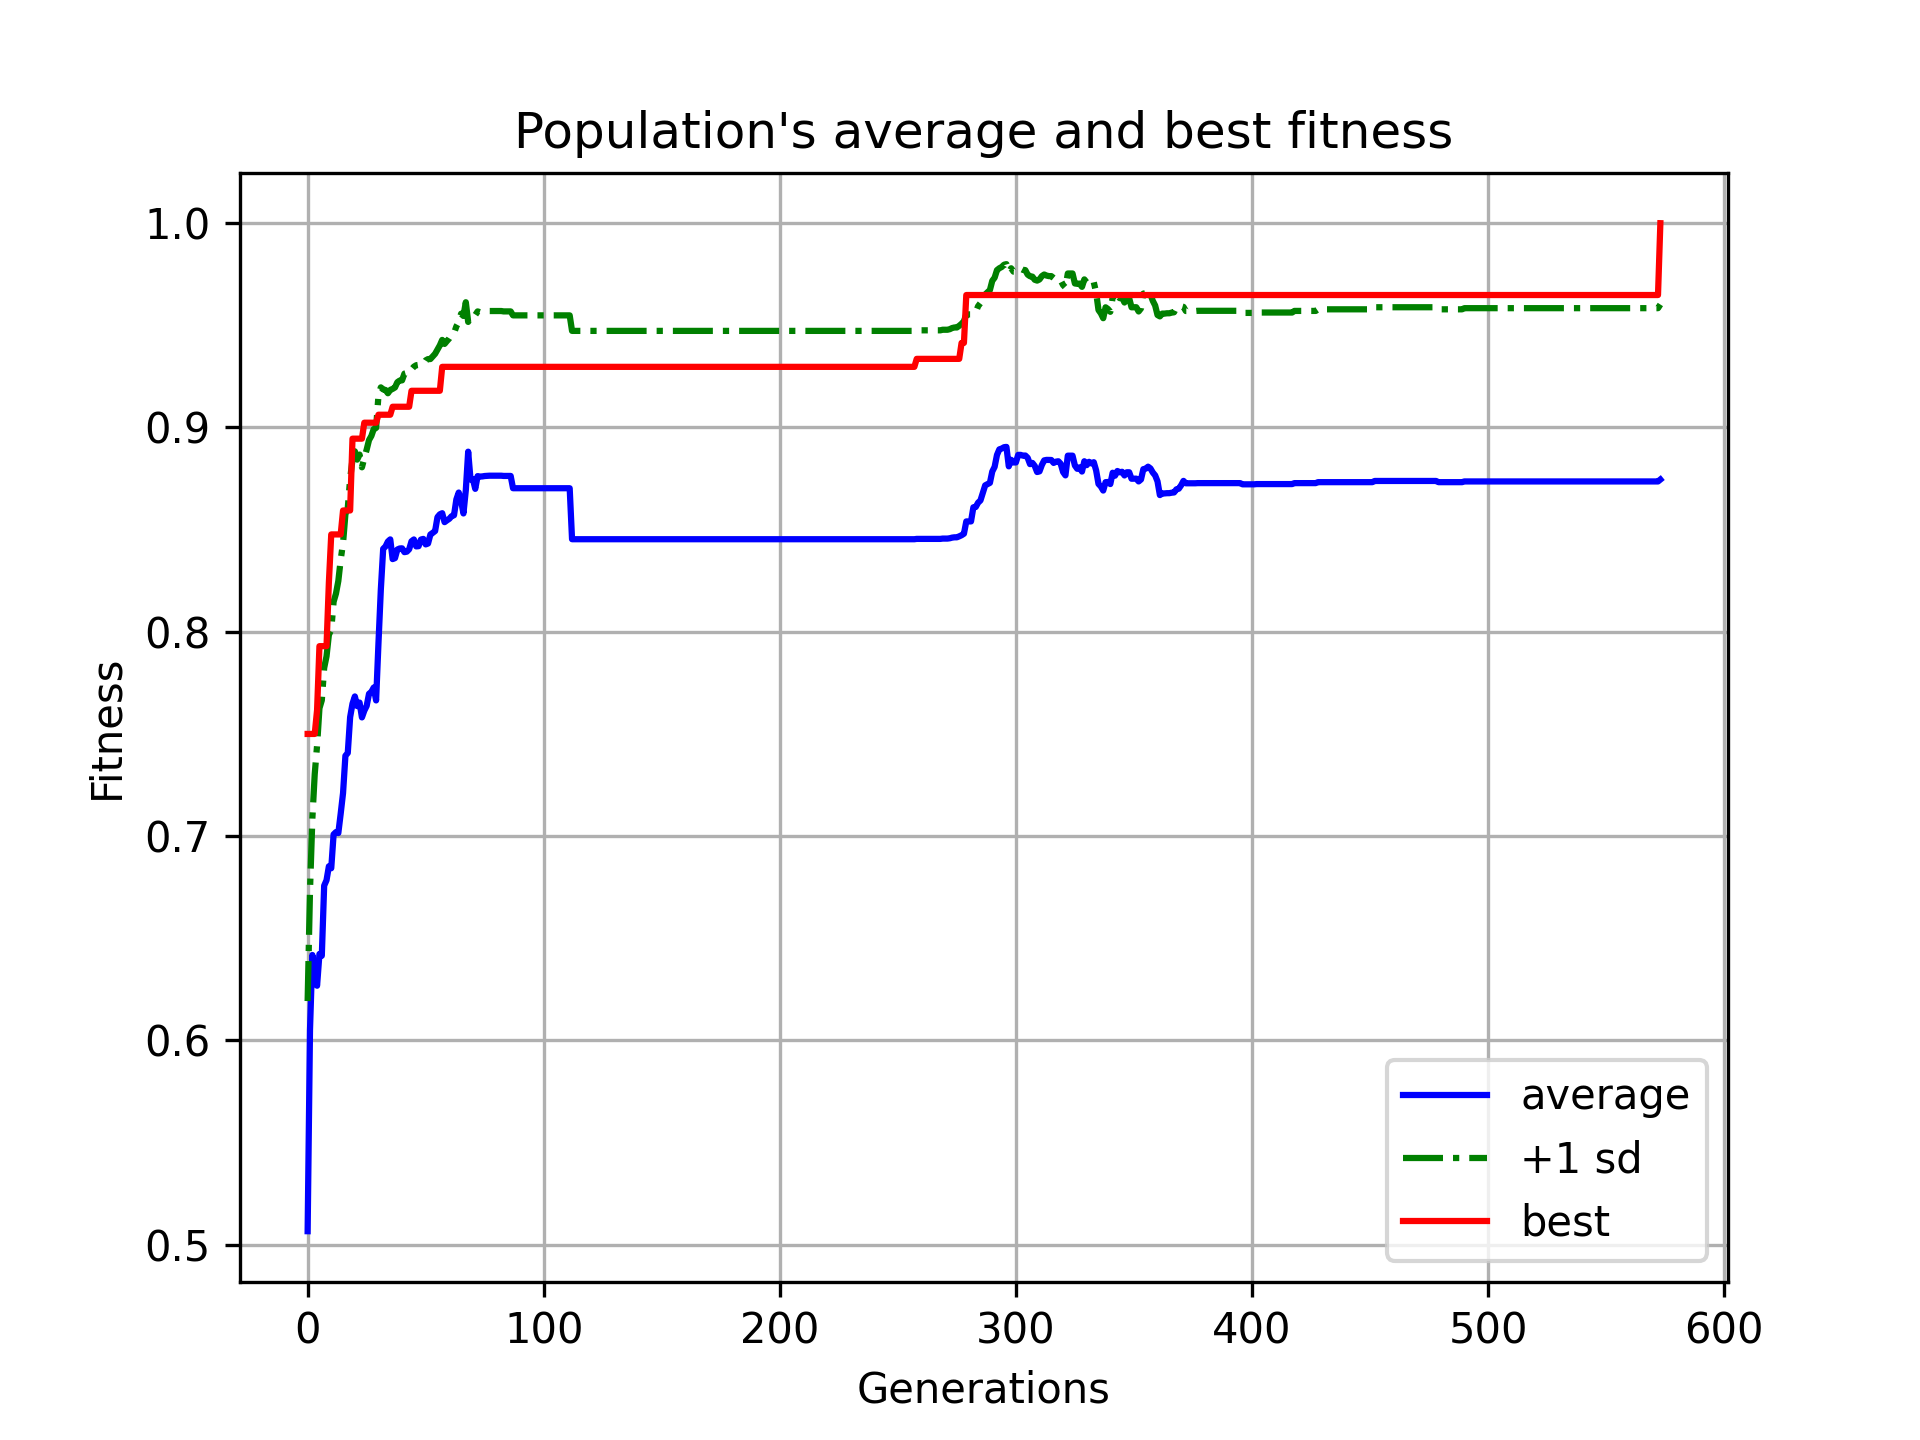 Population's average and best fitness
1.0
0.9
0.8
0.7
0.6
0.5
Fitness
average
+1 sd
best
0 100 200 300 400 500 600
Generations